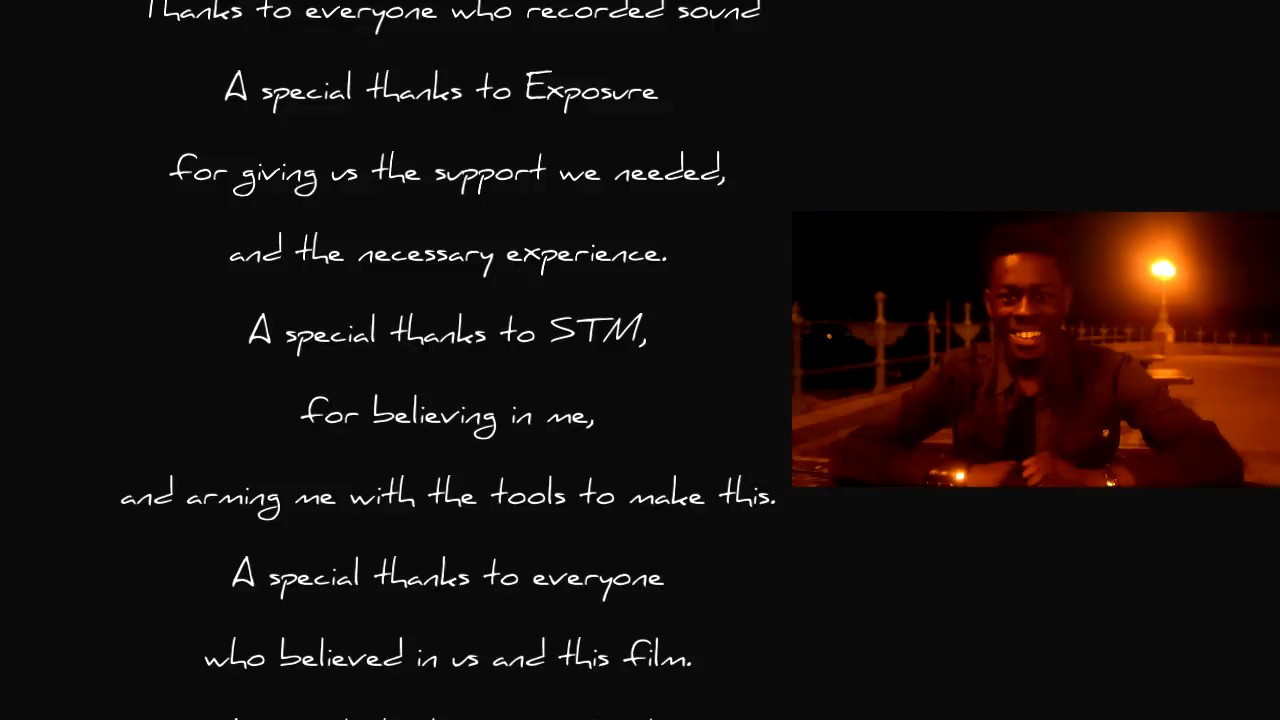 Thanks to everyone who recorded sound
A special thanks to Exposure
for giving us the support we needed,
and the necessary experience.
A special thanks to STM,
for believing in me,
and arming me with the tools to make this.
A special thanks to everyone
who believed in us and this film.